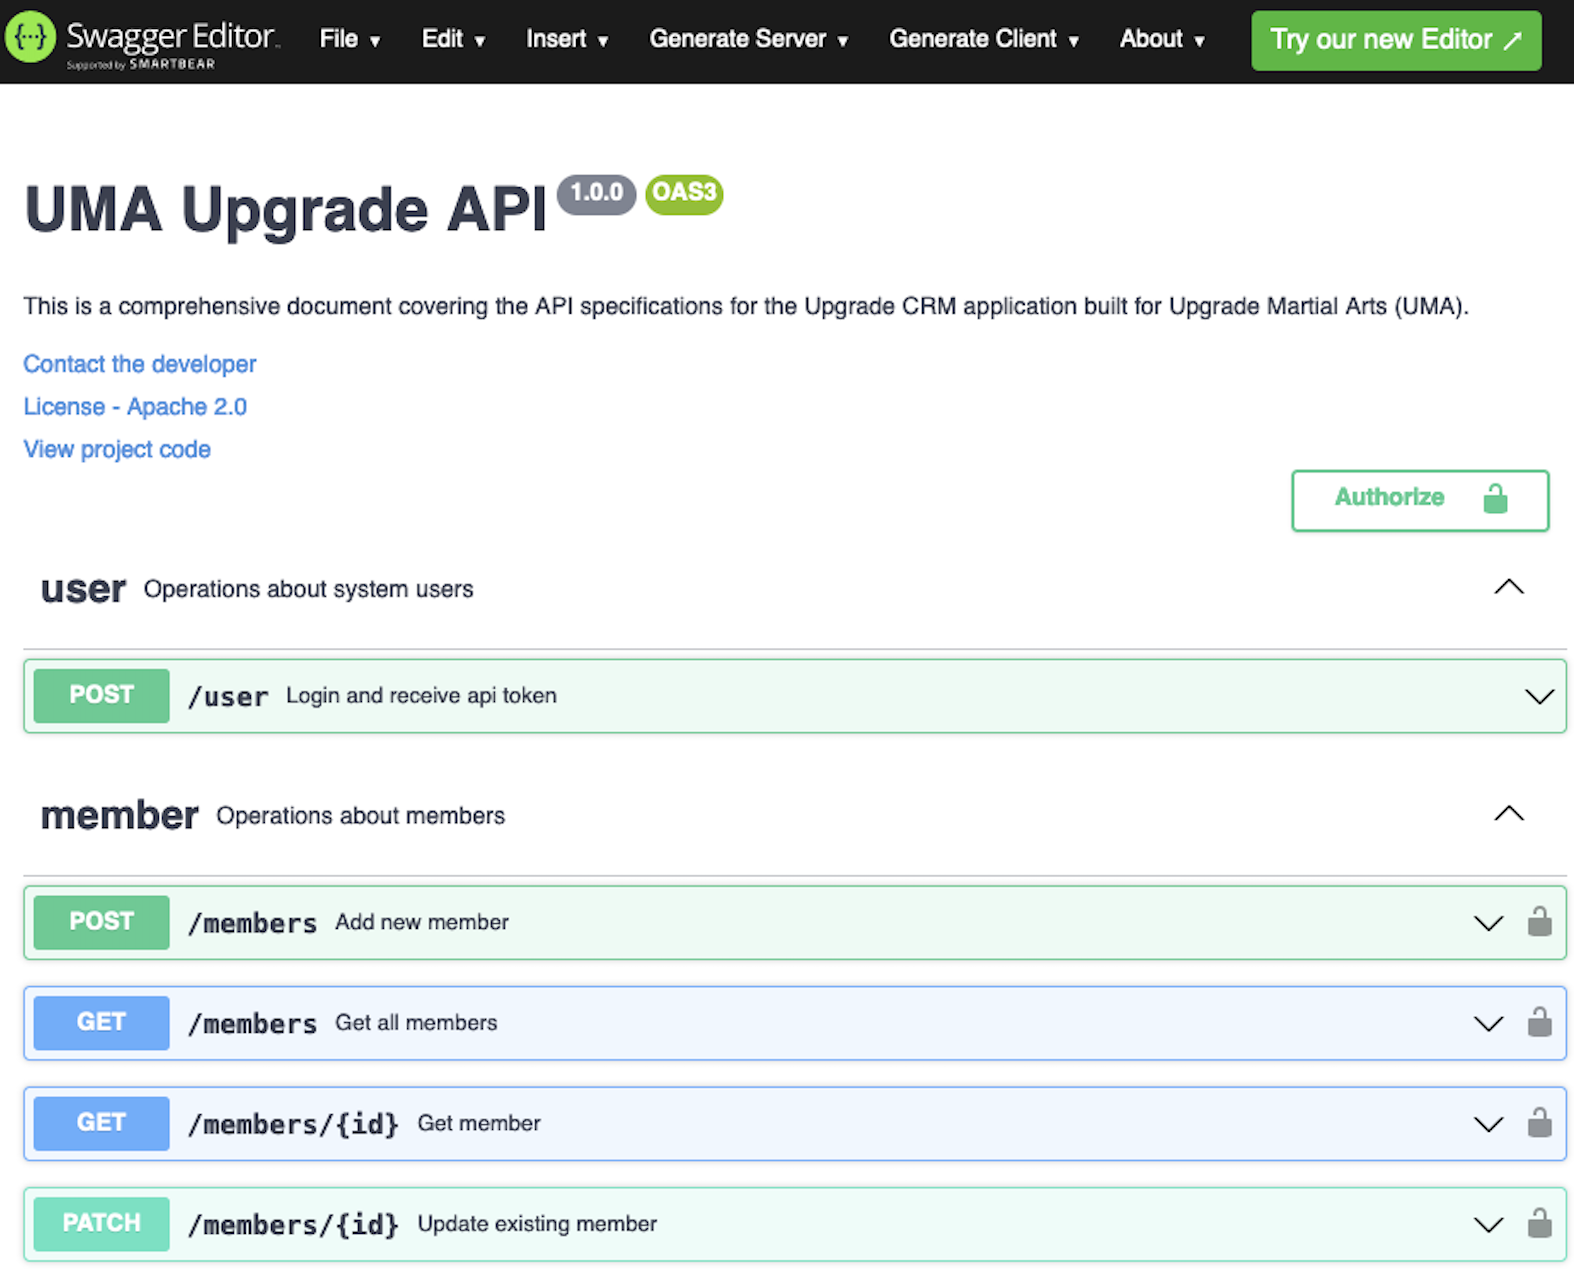 Swagger Editor
Supported by SMARTBEAR
File ▼ Edit ▼ Insert ▼ Generate Server ▼ Generate Client ▼ About ▼ Try our new Editor ↗
UMA Upgrade API 1.0.0 OAS3
This is a comprehensive document covering the API specifications for the Upgrade CRM application built for Upgrade Martial Arts (UMA).
Contact the developer
License - Apache 2.0
View project code
Authorize
user Operations about system users
POST /user Login and receive api token
member Operations about members
POST /members Add new member
GET /members Get all members
GET /members/{id} Get member
PATCH /members/{id} Update existing member